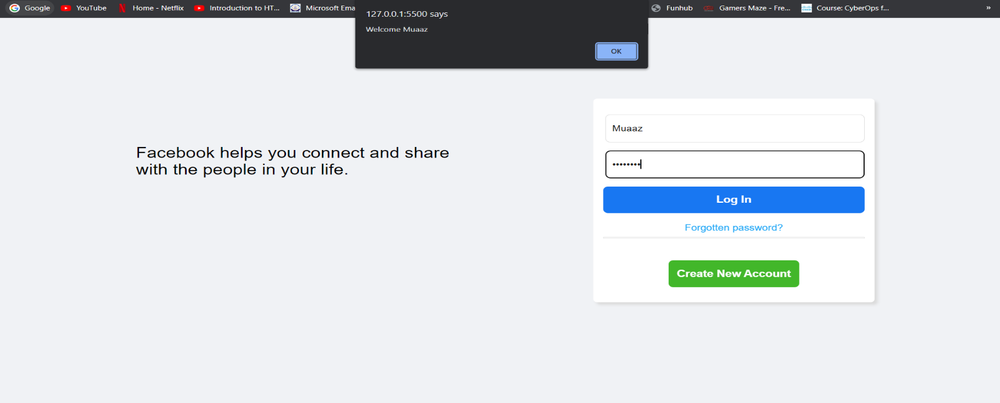 Google YouTube Home - Netflix Introduction to HT... Microsoft Ema Funhub Gamers Maze - Fre... Course: CyberOps f... »
127.0.0.1:5500 says
Welcome Muaaz
OK
Facebook helps you connect and share
with the people in your life.
Muaaz
••••••••
Log In
Forgotten password?
Create New Account